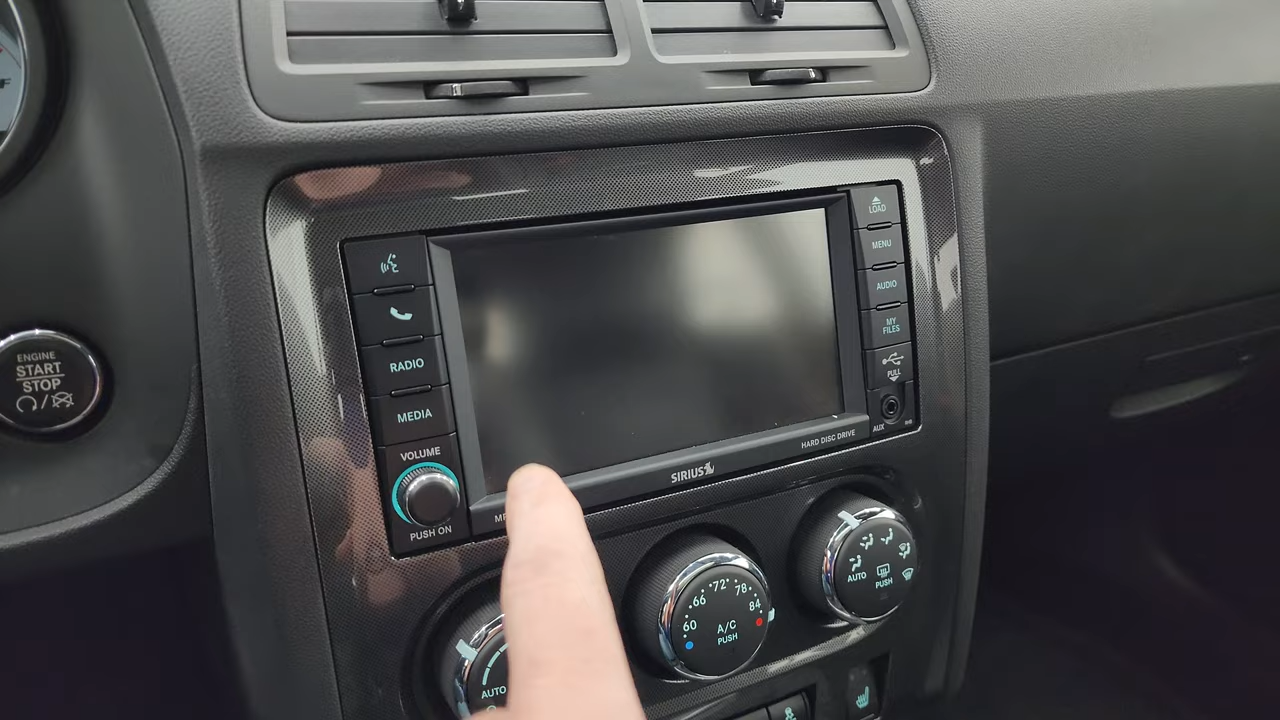 ENGINE
START
STOP
RADIO
MEDIA
VOLUME
PUSH ON
LOAD
MENU
AUDIO
MY
FILES
PULL
AUX
HARD DISC DRIVE
SIRIUS
60 66 72 78 84
A/C
PUSH
AUTO
PUSH
AUTO